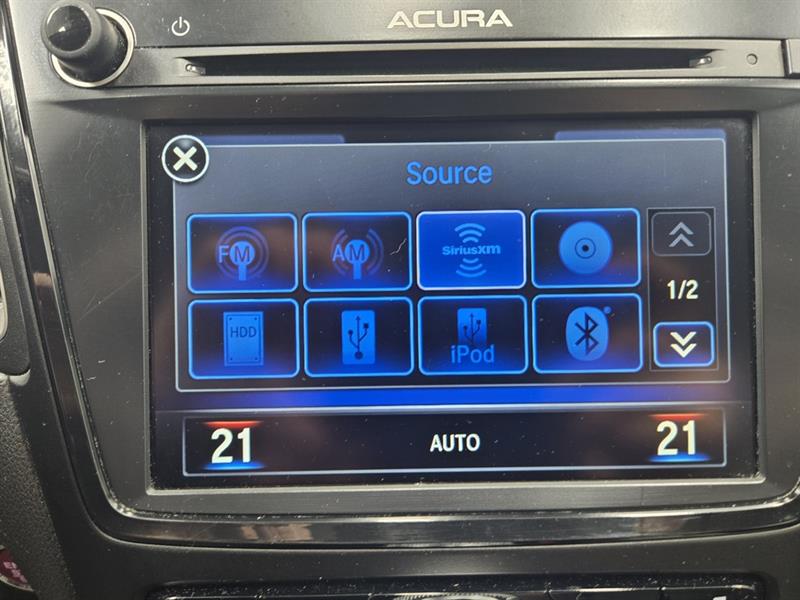 ACURA
Source
FM
AM
SiriusXM
HDD
iPod
1/2
21
AUTO
21